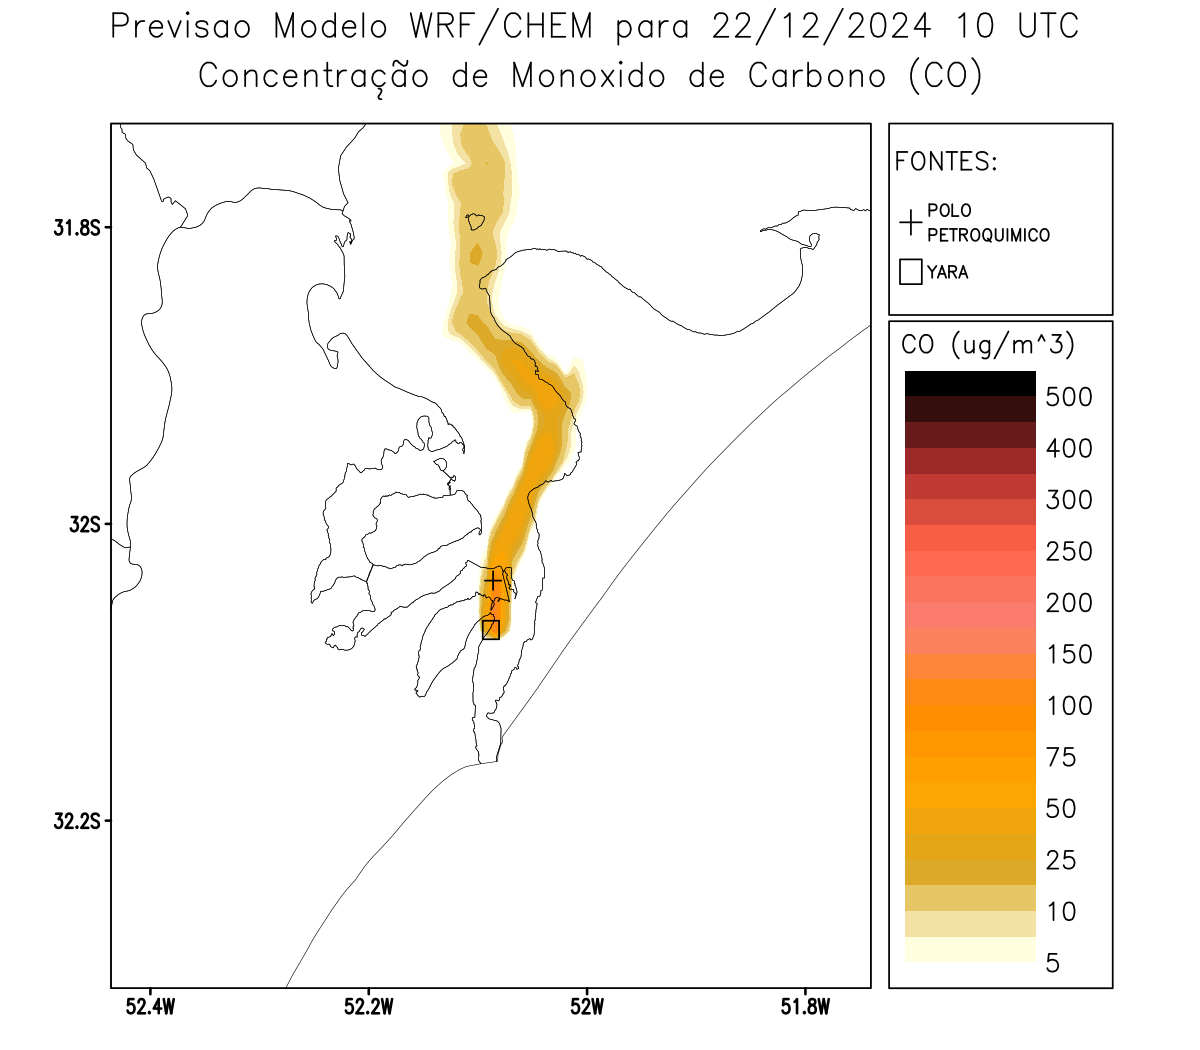 Previsao Modelo WRF/CHEM para 22/12/2024 10 UTC
Concentração de Monoxido de Carbono (CO)
FONTES:
POLO
PETROQUIMICO
YARA
CO (ug/m^3)
500
400
300
250
200
150
100
75
50
25
10
5
31.8S
32S
32.2S
52.4W
52.2W
52W
51.8W